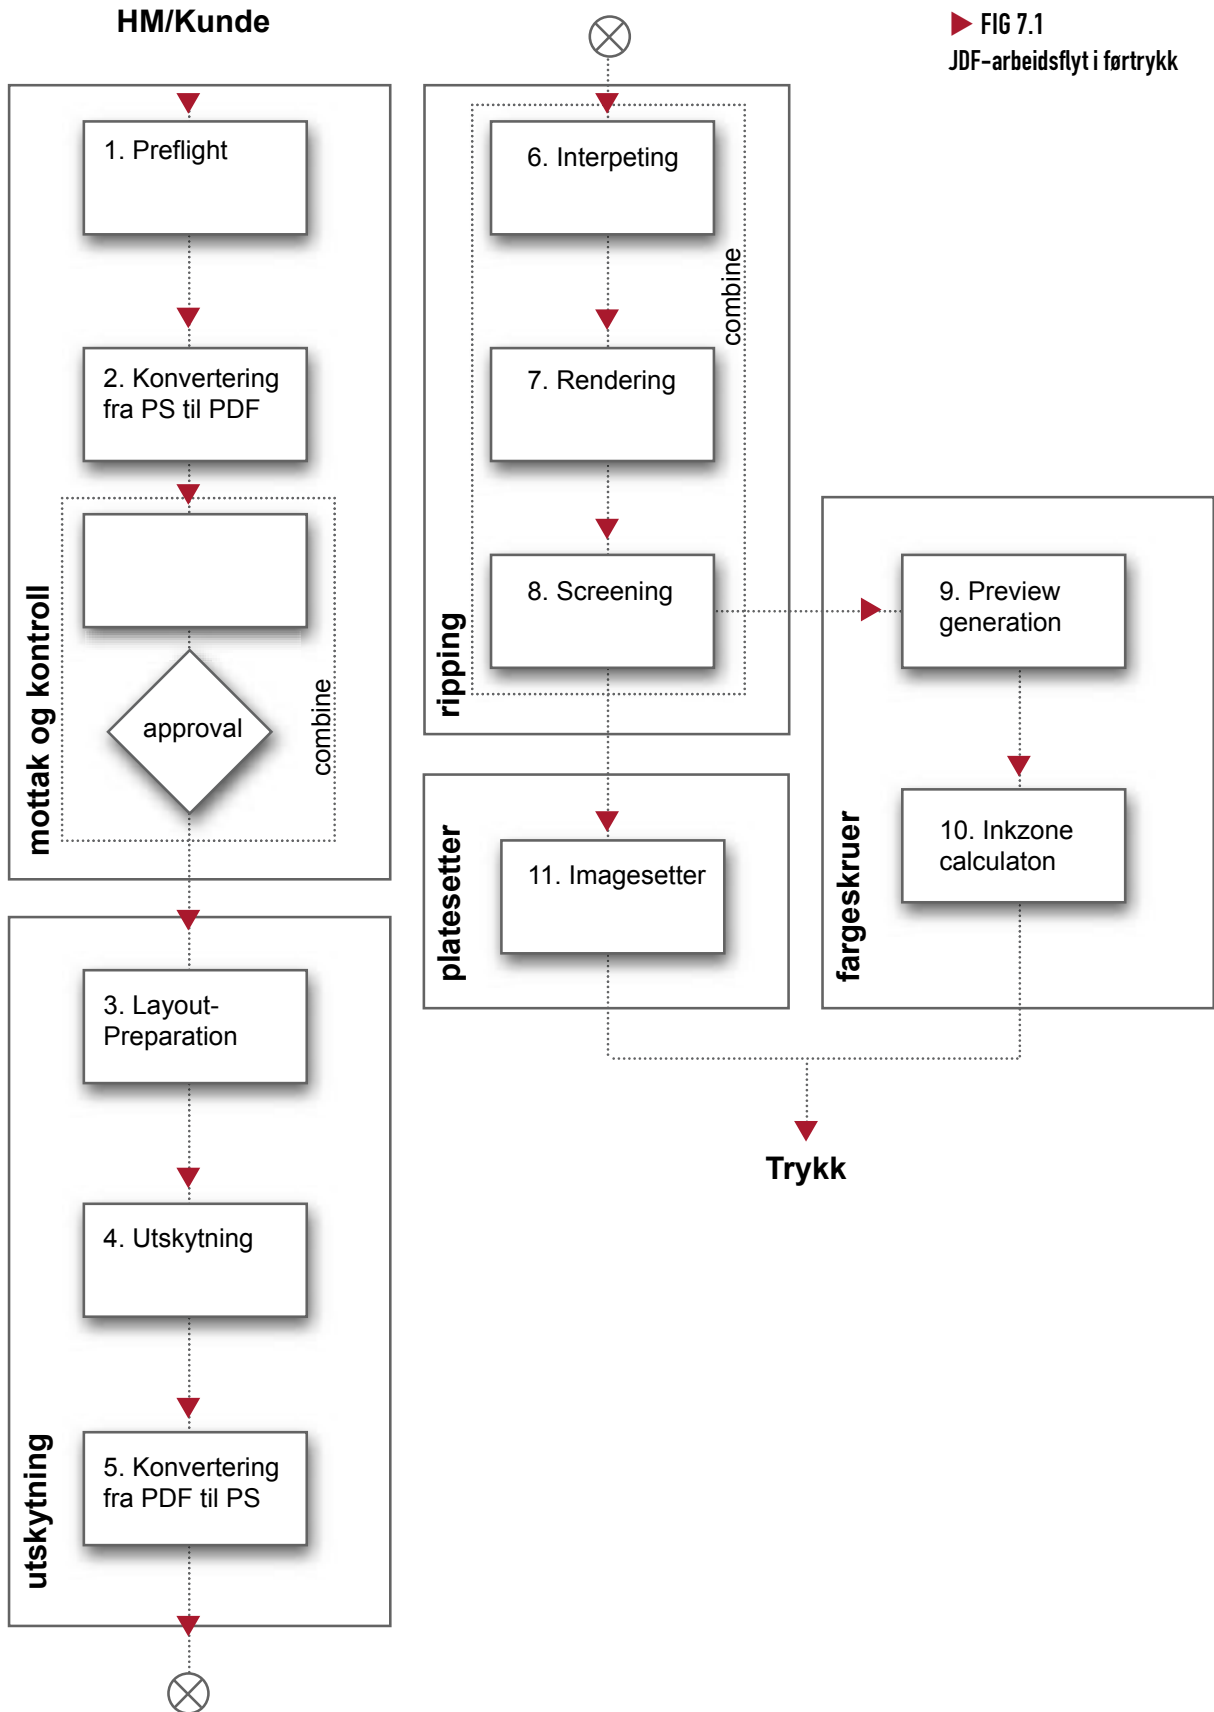 HM/Kunde
FIG 7.1
JDF-arbeidsflyt i førtrykk
1. Preflight
2. Konvertering
fra PS til PDF
approval
combine
mottak og kontroll
3. Layout-
Preparation
4. Utskytning
5. Konvertering
fra PDF til PS
utskytning
6. Interpeting
7. Rendering
8. Screening
combine
ripping
9. Preview
generation
10. Inkzone
calculaton
fargeskruer
11. Imagesetter
platesetter
Trykk